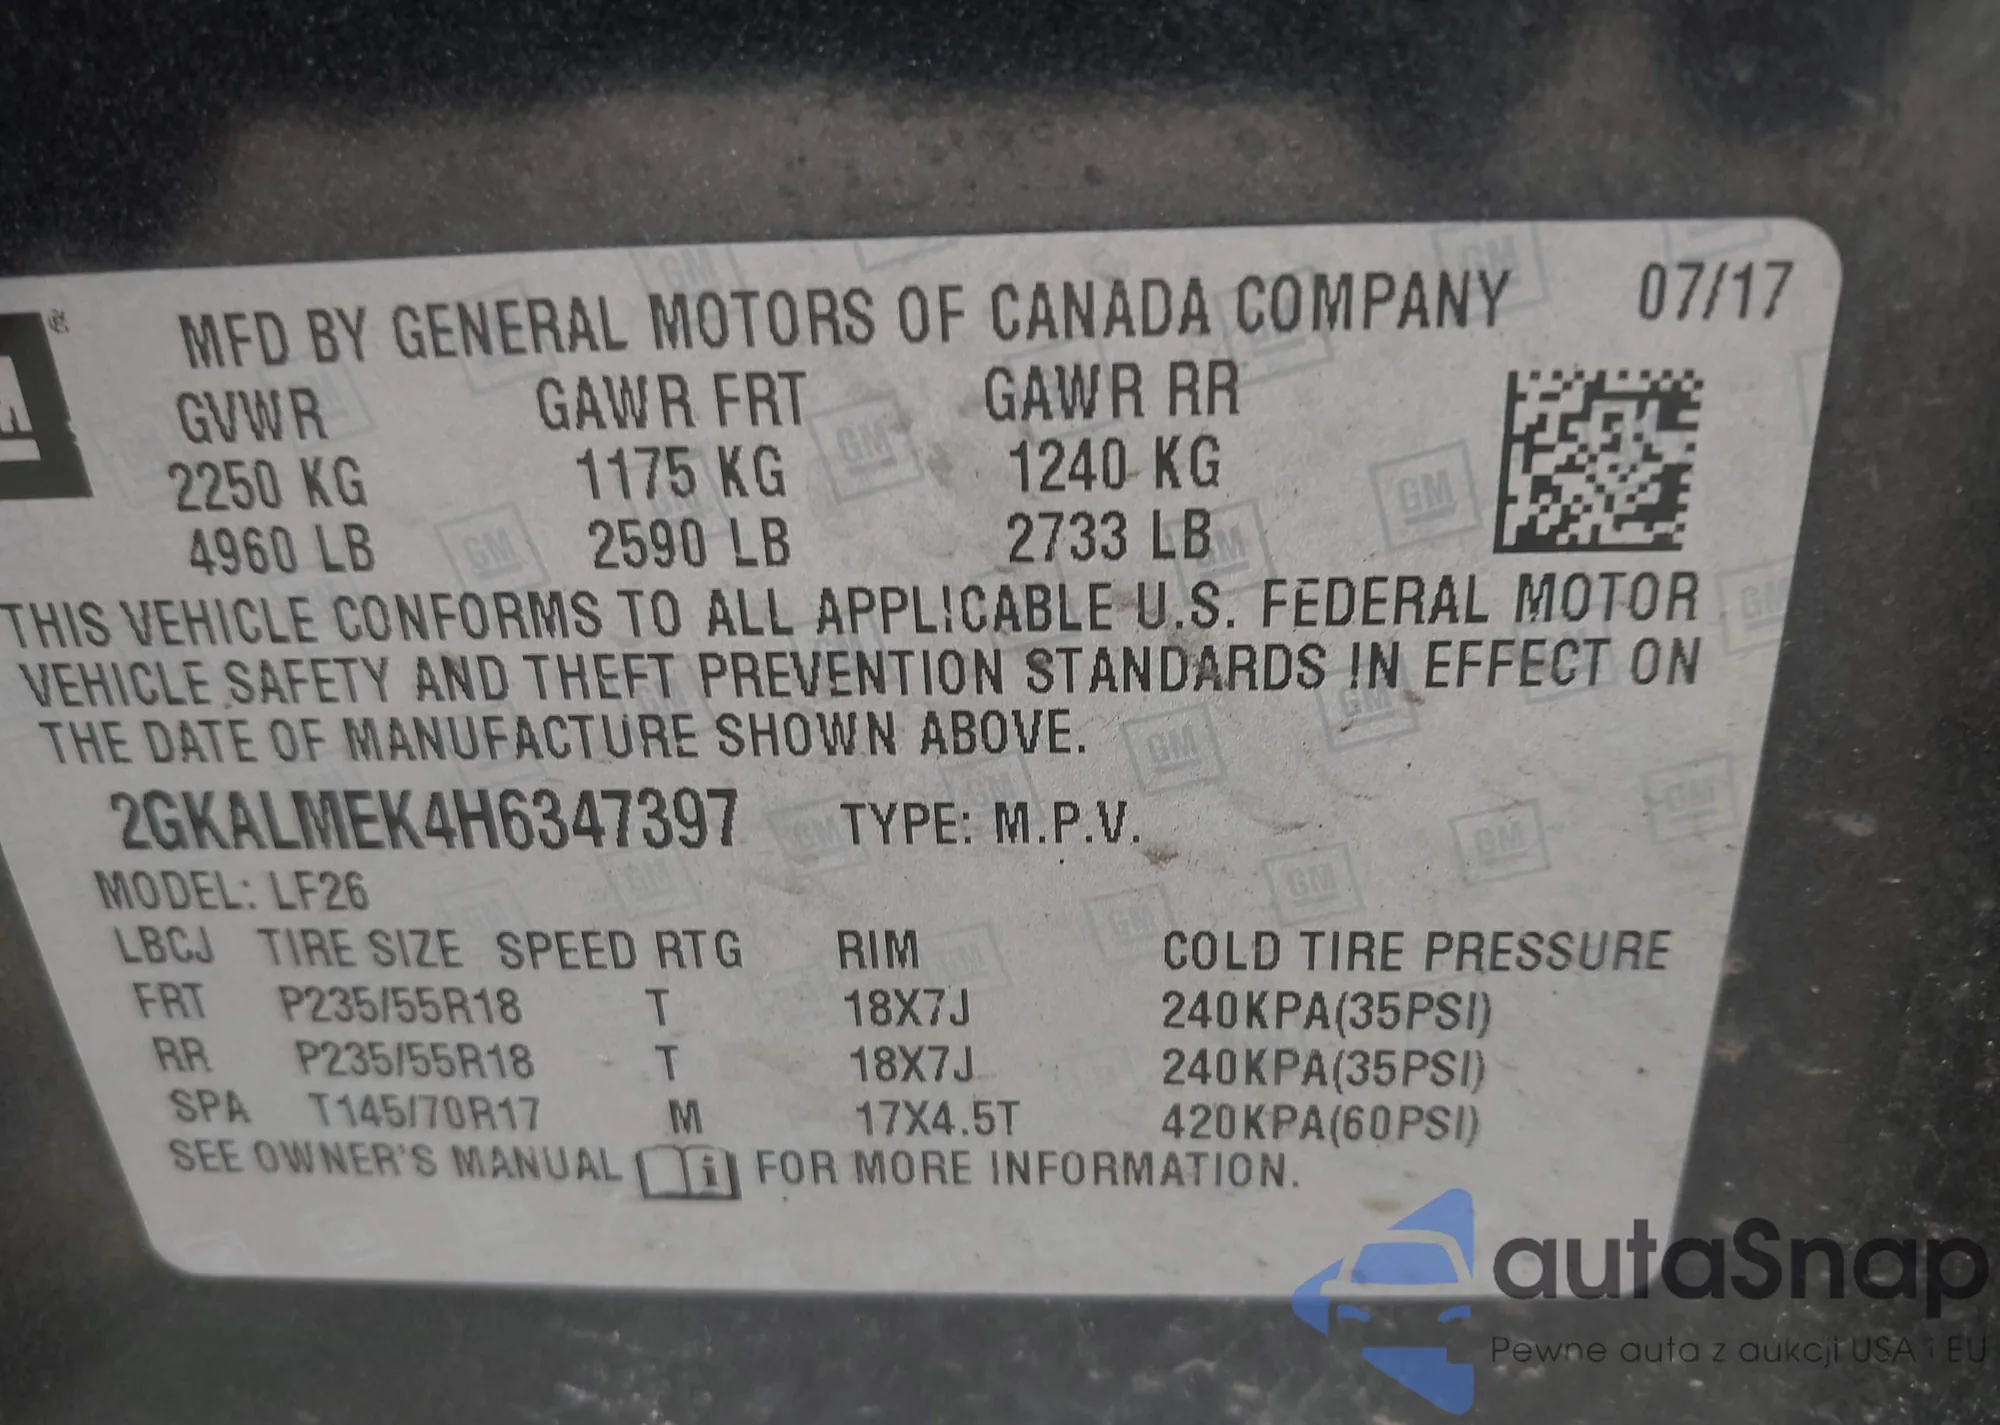 MFD BY GENERAL MOTORS OF CANADA COMPANY 07/17
GVWR GAWR FRT GAWR RR
2250 KG 1175 KG 1240 KG
4960 LB 2590 LB 2733 LB
THIS VEHICLE CONFORMS TO ALL APPLICABLE U.S. FEDERAL MOTOR
VEHICLE SAFETY AND THEFT PREVENTION STANDARDS IN EFFECT ON
THE DATE OF MANUFACTURE SHOWN ABOVE.
2GKALMEK4H6347397 TYPE: M.P.V.
MODEL: LF26
LBCJ TIRE SIZE SPEED RTG RIM COLD TIRE PRESSURE
FRT P235/55R18 T 18X7J 240KPA(35PSI)
RR P235/55R18 T 18X7J 240KPA(35PSI)
SPA T145/70R17 M 17X4.5T 420KPA(60PSI)
SEE OWNER'S MANUAL i FOR MORE INFORMATION.
autaSnap
Pewne auta z aukcji USA i EU